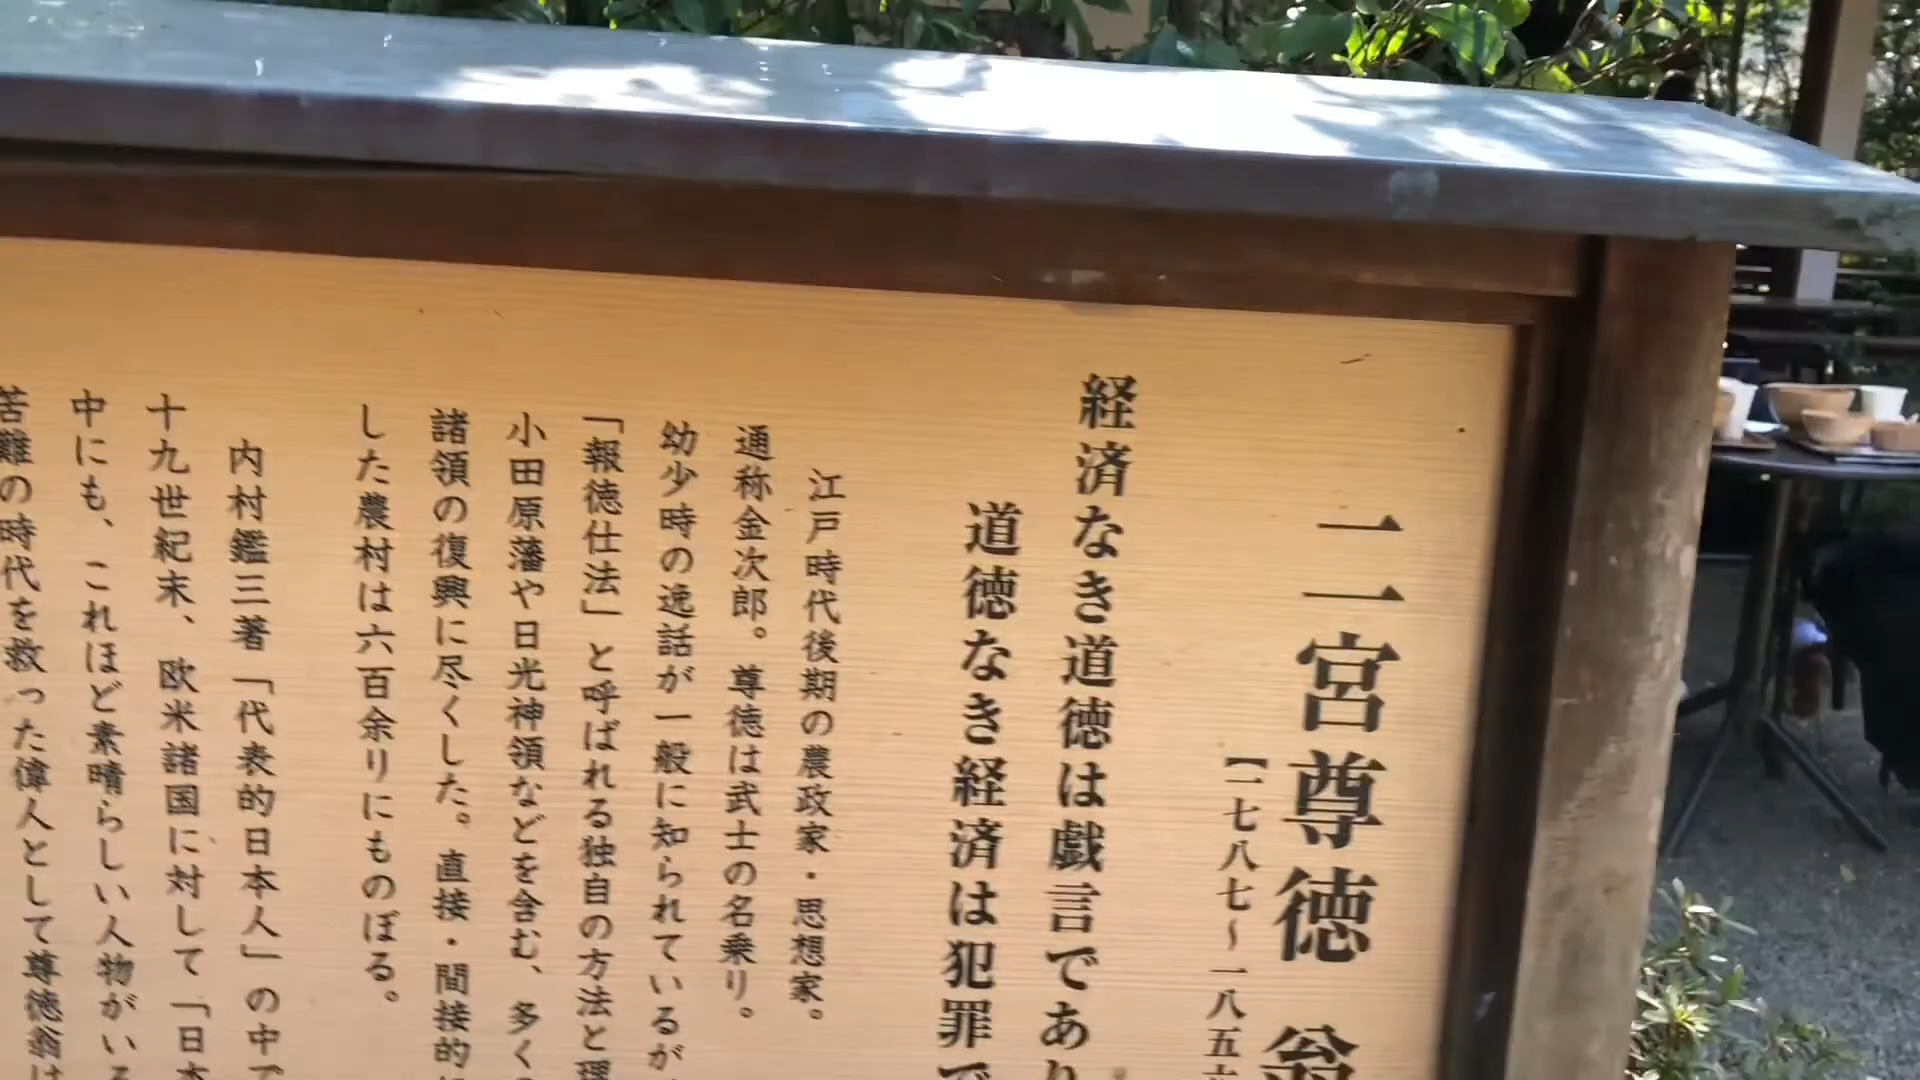 二宮尊徳 翁
【一七八七〜一八五六
経済なき道徳は戯言であり
道徳なき経済は犯罪で
江戸時代後期の農政家・思想家。
通称金次郎。尊徳は武士の名乗り。
幼少時の逸話が一般に知られているが
「報徳仕法」と呼ばれる独自の方法と理
小田原藩や日光神領などを含む、多く
諸領の復興に尽くした。直接・間接的
した農村は六百余りにものぼる。
内村鑑三著「代表的日本人」の中で
十九世紀末、欧米諸国に対して「日本
中にも、これほど素晴らしい人物がいる
苦難の時代を救った偉人として尊徳翁は